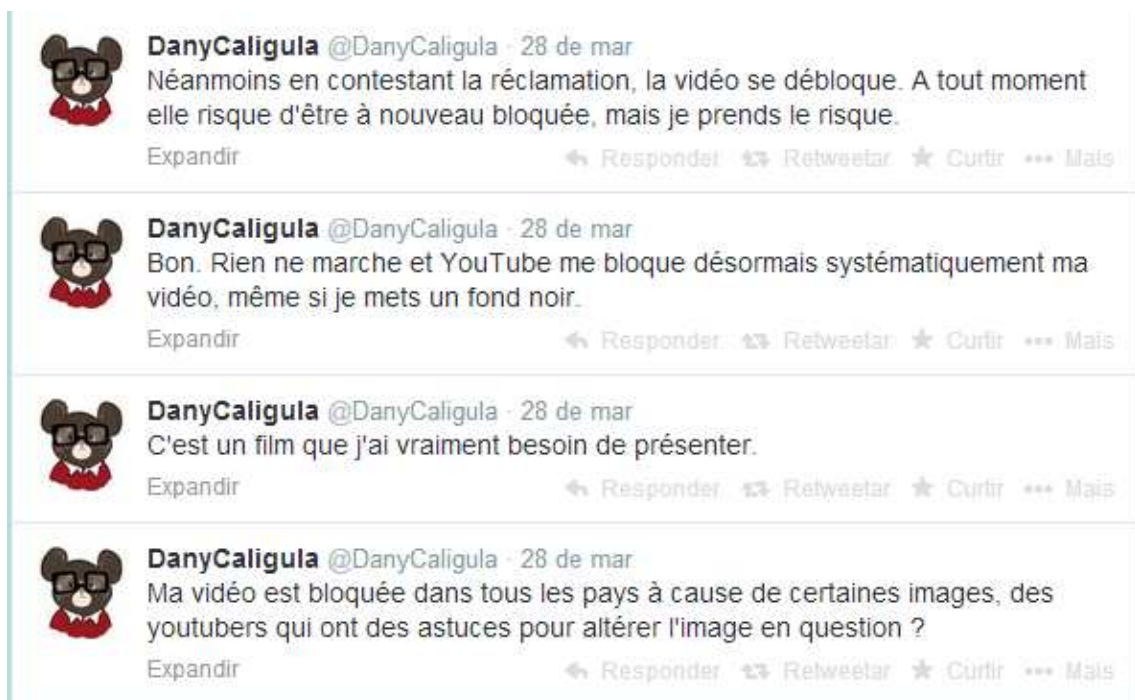 DanyCaligula @DanyCaligula · 28 de mar
Néanmoins en contestant la réclamation, la vidéo se débloque. A tout moment
elle risque d'être à nouveau bloquée, mais je prends le risque.
Expandir Responder Retweetar Curtir Mais
DanyCaligula @DanyCaligula · 28 de mar
Bon. Rien ne marche et YouTube me bloque désormais systématiquement ma
vidéo, même si je mets un fond noir.
Expandir Responder Retweetar Curtir Mais
DanyCaligula @DanyCaligula · 28 de mar
C'est un film que j'ai vraiment besoin de présenter.
Expandir Responder Retweetar Curtir Mais
DanyCaligula @DanyCaligula · 28 de mar
Ma vidéo est bloquée dans tous les pays à cause de certaines images, des
youtubers qui ont des astuces pour altérer l'image en question ?
Expandir Responder Retweetar Curtir Mais